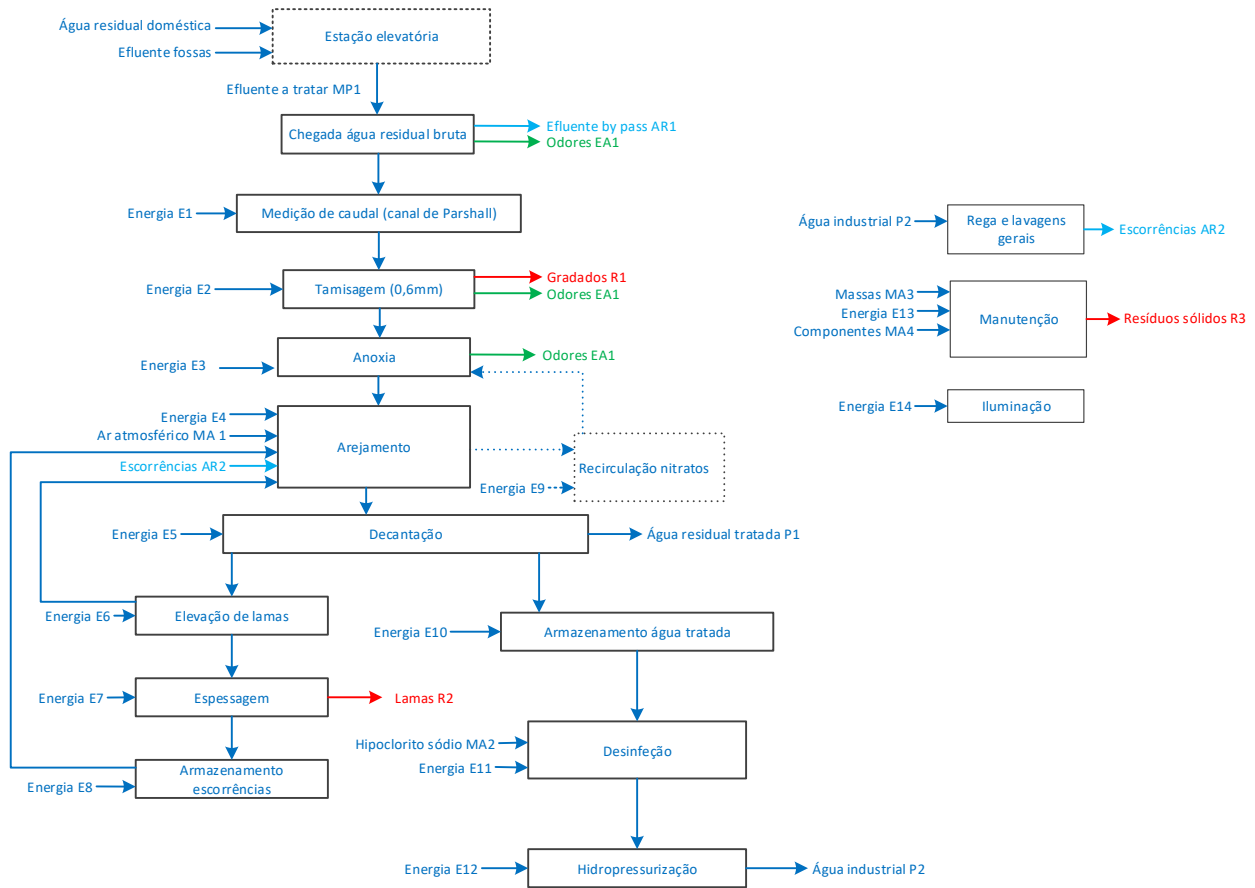 Água residual doméstica
Efluente fossas
Estação elevatória
Efluente a tratar MP1
Chegada água residual bruta
Efluente by pass AR1
Odores EA1
Energia E1
Medição de caudal (canal de Parshall)
Energia E2
Tamisagem (0,6mm)
Gradados R1
Odores EA1
Energia E3
Anoxia
Odores EA1
Energia E4
Ar atmosférico MA 1
Escorrências AR2
Arejamento
Recirculação nitratos
Energia E9
Energia E5
Decantação
Água residual tratada P1
Energia E6
Elevação de lamas
Energia E10
Armazenamento água tratada
Energia E7
Espessagem
Lamas R2
Hipoclorito sódio MA2
Energia E11
Desinfeção
Energia E8
Armazenamento
escorrências
Energia E12
Hidropressurização
Água industrial P2
Água industrial P2
Rega e lavagens
gerais
Escorrências AR2
Massas MA3
Energia E13
Componentes MA4
Manutenção
Resíduos sólidos R3
Energia E14
Iluminação